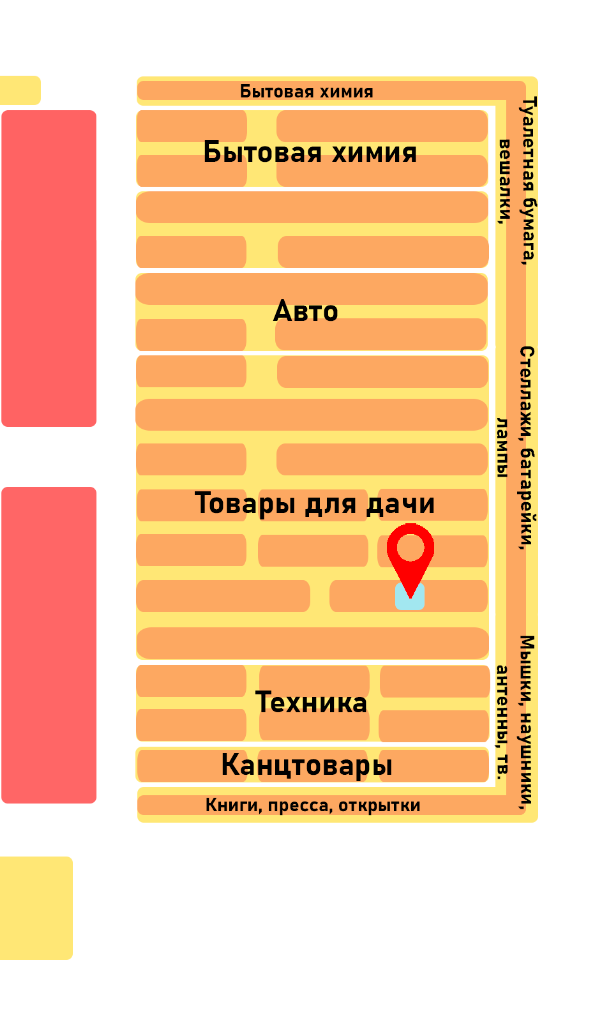 Бытовая химия
Бытовая химия
Туалетная бумага,
вешалки,
Авто
Стеллажи, батарейки,
лампы
Товары для дачи
Мышки, наушники,
антенны, тв.
Техника
Канцтовары
Книги, пресса, открытки